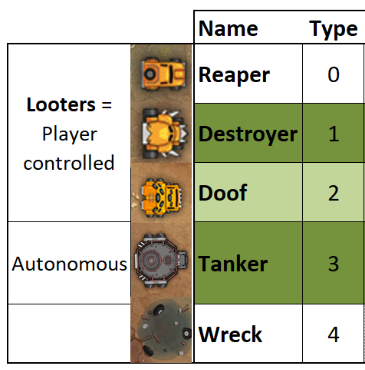 Name Type
Looters =
Player
controlled
Reaper 0
Destroyer 1
Doof 2
Autonomous Tanker 3
Wreck 4